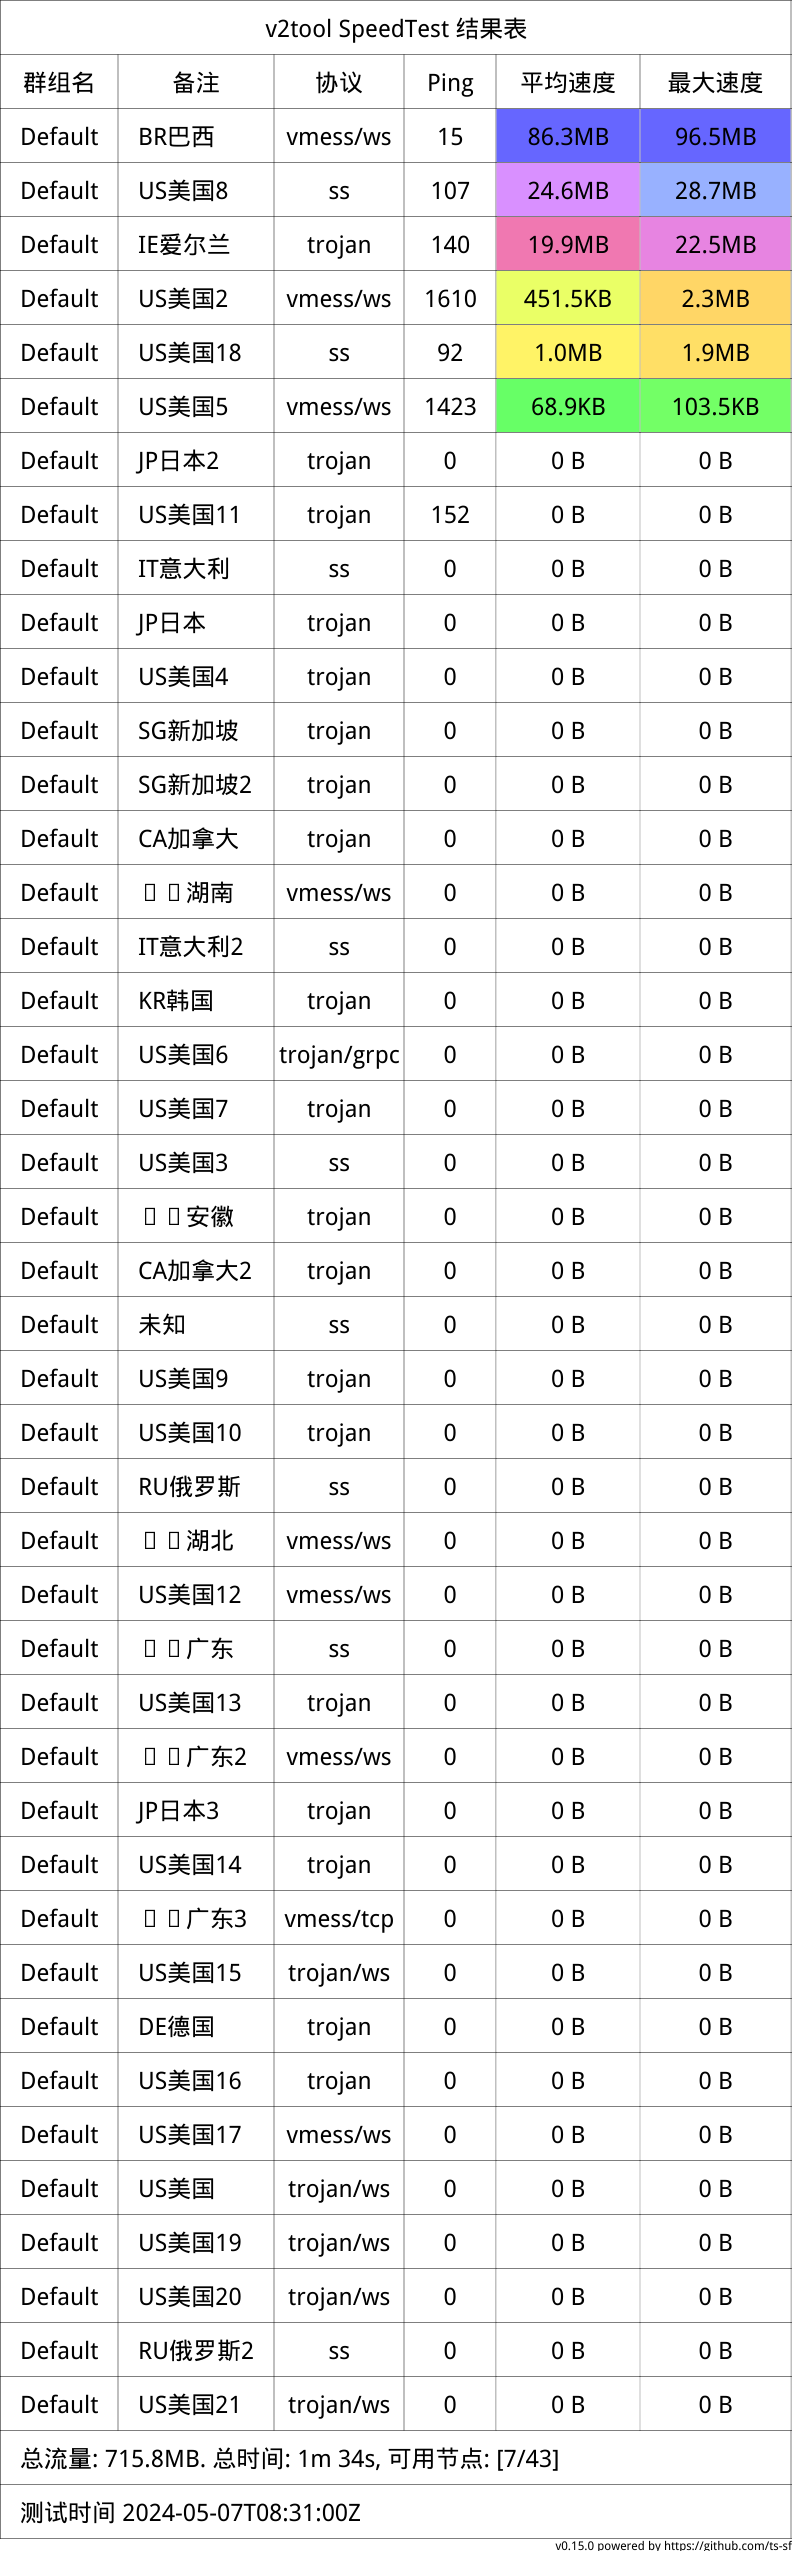 v2tool SpeedTest 结果表
群组名 备注 协议 Ping 平均速度 最大速度
Default BR巴西 vmess/ws 15 86.3MB 96.5MB
Default US美国8 ss 107 24.6MB 28.7MB
Default IE爱尔兰 trojan 140 19.9MB 22.5MB
Default US美国2 vmess/ws 1610 451.5KB 2.3MB
Default US美国18 ss 92 1.0MB 1.9MB
Default US美国5 vmess/ws 1423 68.9KB 103.5KB
Default JP日本2 trojan 0 0 B 0 B
Default US美国11 trojan 152 0 B 0 B
Default IT意大利 ss 0 0 B 0 B
Default JP日本 trojan 0 0 B 0 B
Default US美国4 trojan 0 0 B 0 B
Default SG新加坡 trojan 0 0 B 0 B
Default SG新加坡2 trojan 0 0 B 0 B
Default CA加拿大 trojan 0 0 B 0 B
Default 湖南 vmess/ws 0 0 B 0 B
Default IT意大利2 ss 0 0 B 0 B
Default KR韩国 trojan 0 0 B 0 B
Default US美国6 trojan/grpc 0 0 B 0 B
Default US美国7 trojan 0 0 B 0 B
Default US美国3 ss 0 0 B 0 B
Default 安徽 trojan 0 0 B 0 B
Default CA加拿大2 trojan 0 0 B 0 B
Default 未知 ss 0 0 B 0 B
Default US美国9 trojan 0 0 B 0 B
Default US美国10 trojan 0 0 B 0 B
Default RU俄罗斯 ss 0 0 B 0 B
Default 湖北 vmess/ws 0 0 B 0 B
Default US美国12 vmess/ws 0 0 B 0 B
Default 广东 ss 0 0 B 0 B
Default US美国13 trojan 0 0 B 0 B
Default 广东2 vmess/ws 0 0 B 0 B
Default JP日本3 trojan 0 0 B 0 B
Default US美国14 trojan 0 0 B 0 B
Default 广东3 vmess/tcp 0 0 B 0 B
Default US美国15 trojan/ws 0 0 B 0 B
Default DE德国 trojan 0 0 B 0 B
Default US美国16 trojan 0 0 B 0 B
Default US美国17 vmess/ws 0 0 B 0 B
Default US美国 trojan/ws 0 0 B 0 B
Default US美国19 trojan/ws 0 0 B 0 B
Default US美国20 trojan/ws 0 0 B 0 B
Default RU俄罗斯2 ss 0 0 B 0 B
Default US美国21 trojan/ws 0 0 B 0 B
总流量: 715.8MB. 总时间: 1m 34s, 可用节点: [7/43]
测试时间 2024-05-07T08:31:00Z
v0.15.0 powered by https://github.com/ts-sf